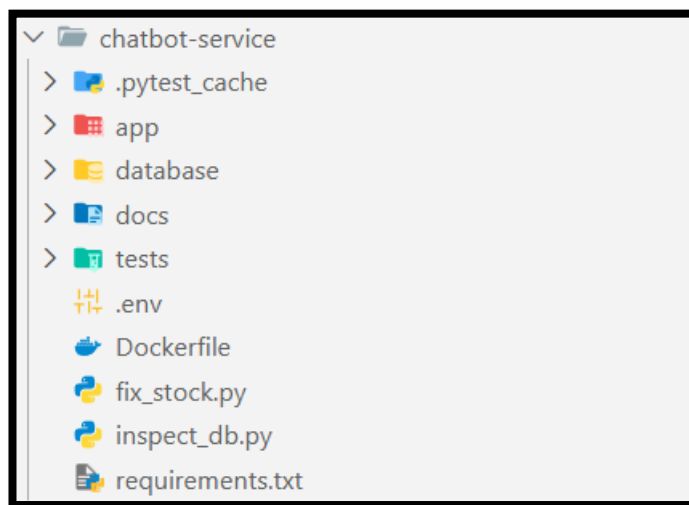 chatbot-service
.pytest_cache
app
database
docs
tests
.env
Dockerfile
fix_stock.py
inspect_db.py
requirements.txt